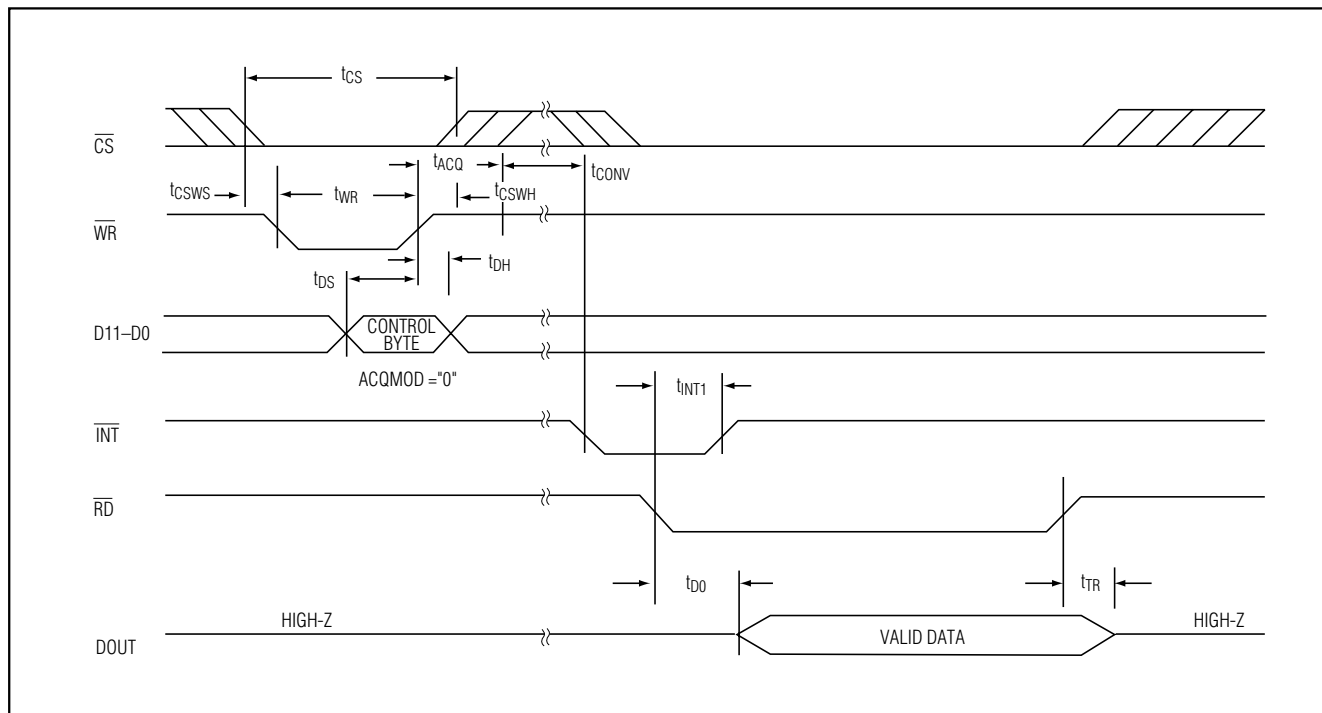 tCS
CS
tACQ
tCONV
tCSWS
tWR
tCSWH
WR
tDS
tDH
D11–D0
CONTROL
BYTE
ACQMOD ="0"
tINT1
INT
RD
tD0
tTR
HIGH-Z
VALID DATA
HIGH-Z
DOUT